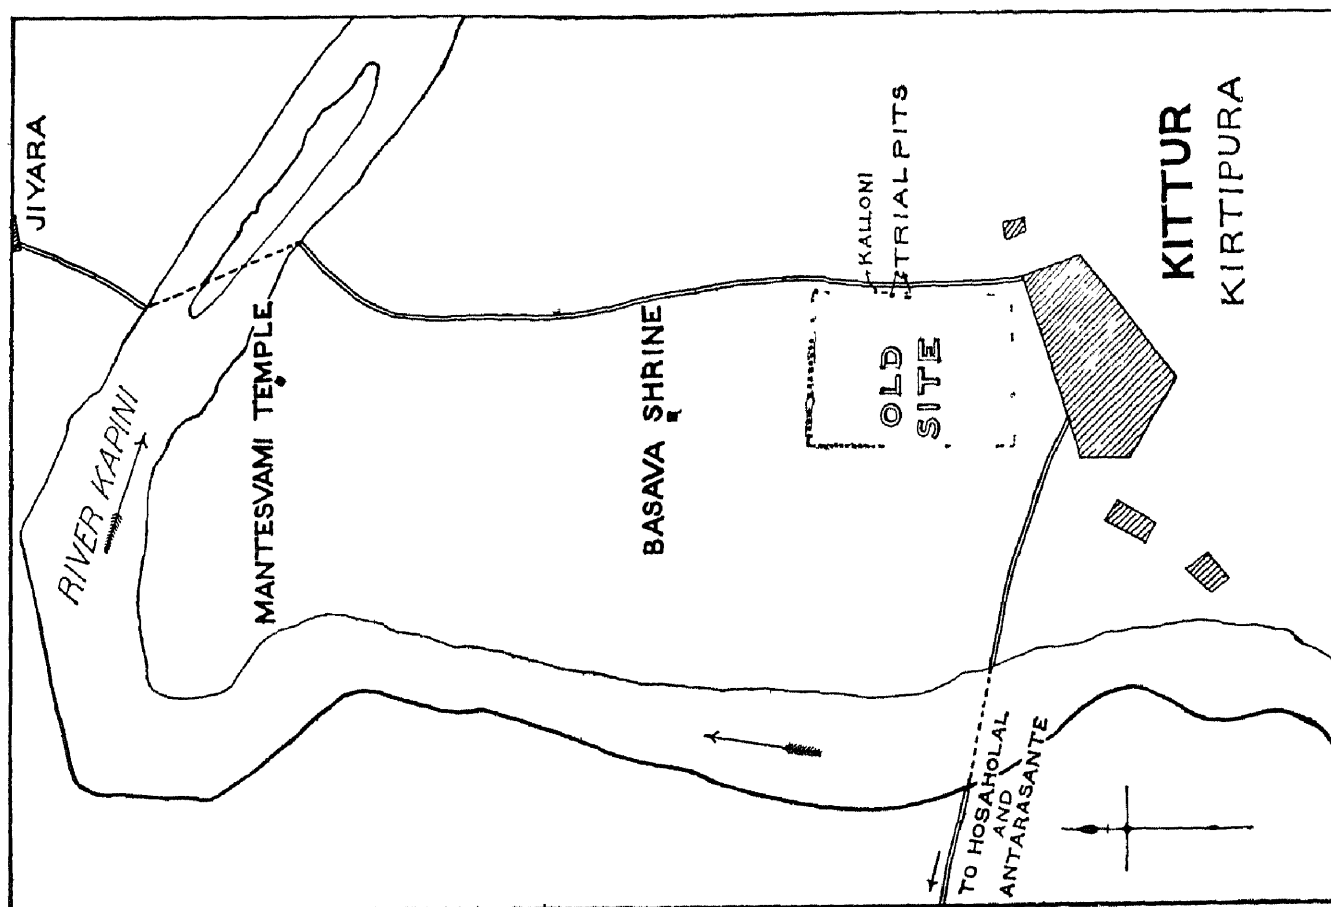 KITTUR
KIRTIPURA
JIYARA
RIVER KAPINI
MANTESVAMI TEMPLE
BASAVA SHRINE
KALLONI
TRIAL PITS
OLD
SITE
TO HOSAHOLAL
AND
ANTARASANTE